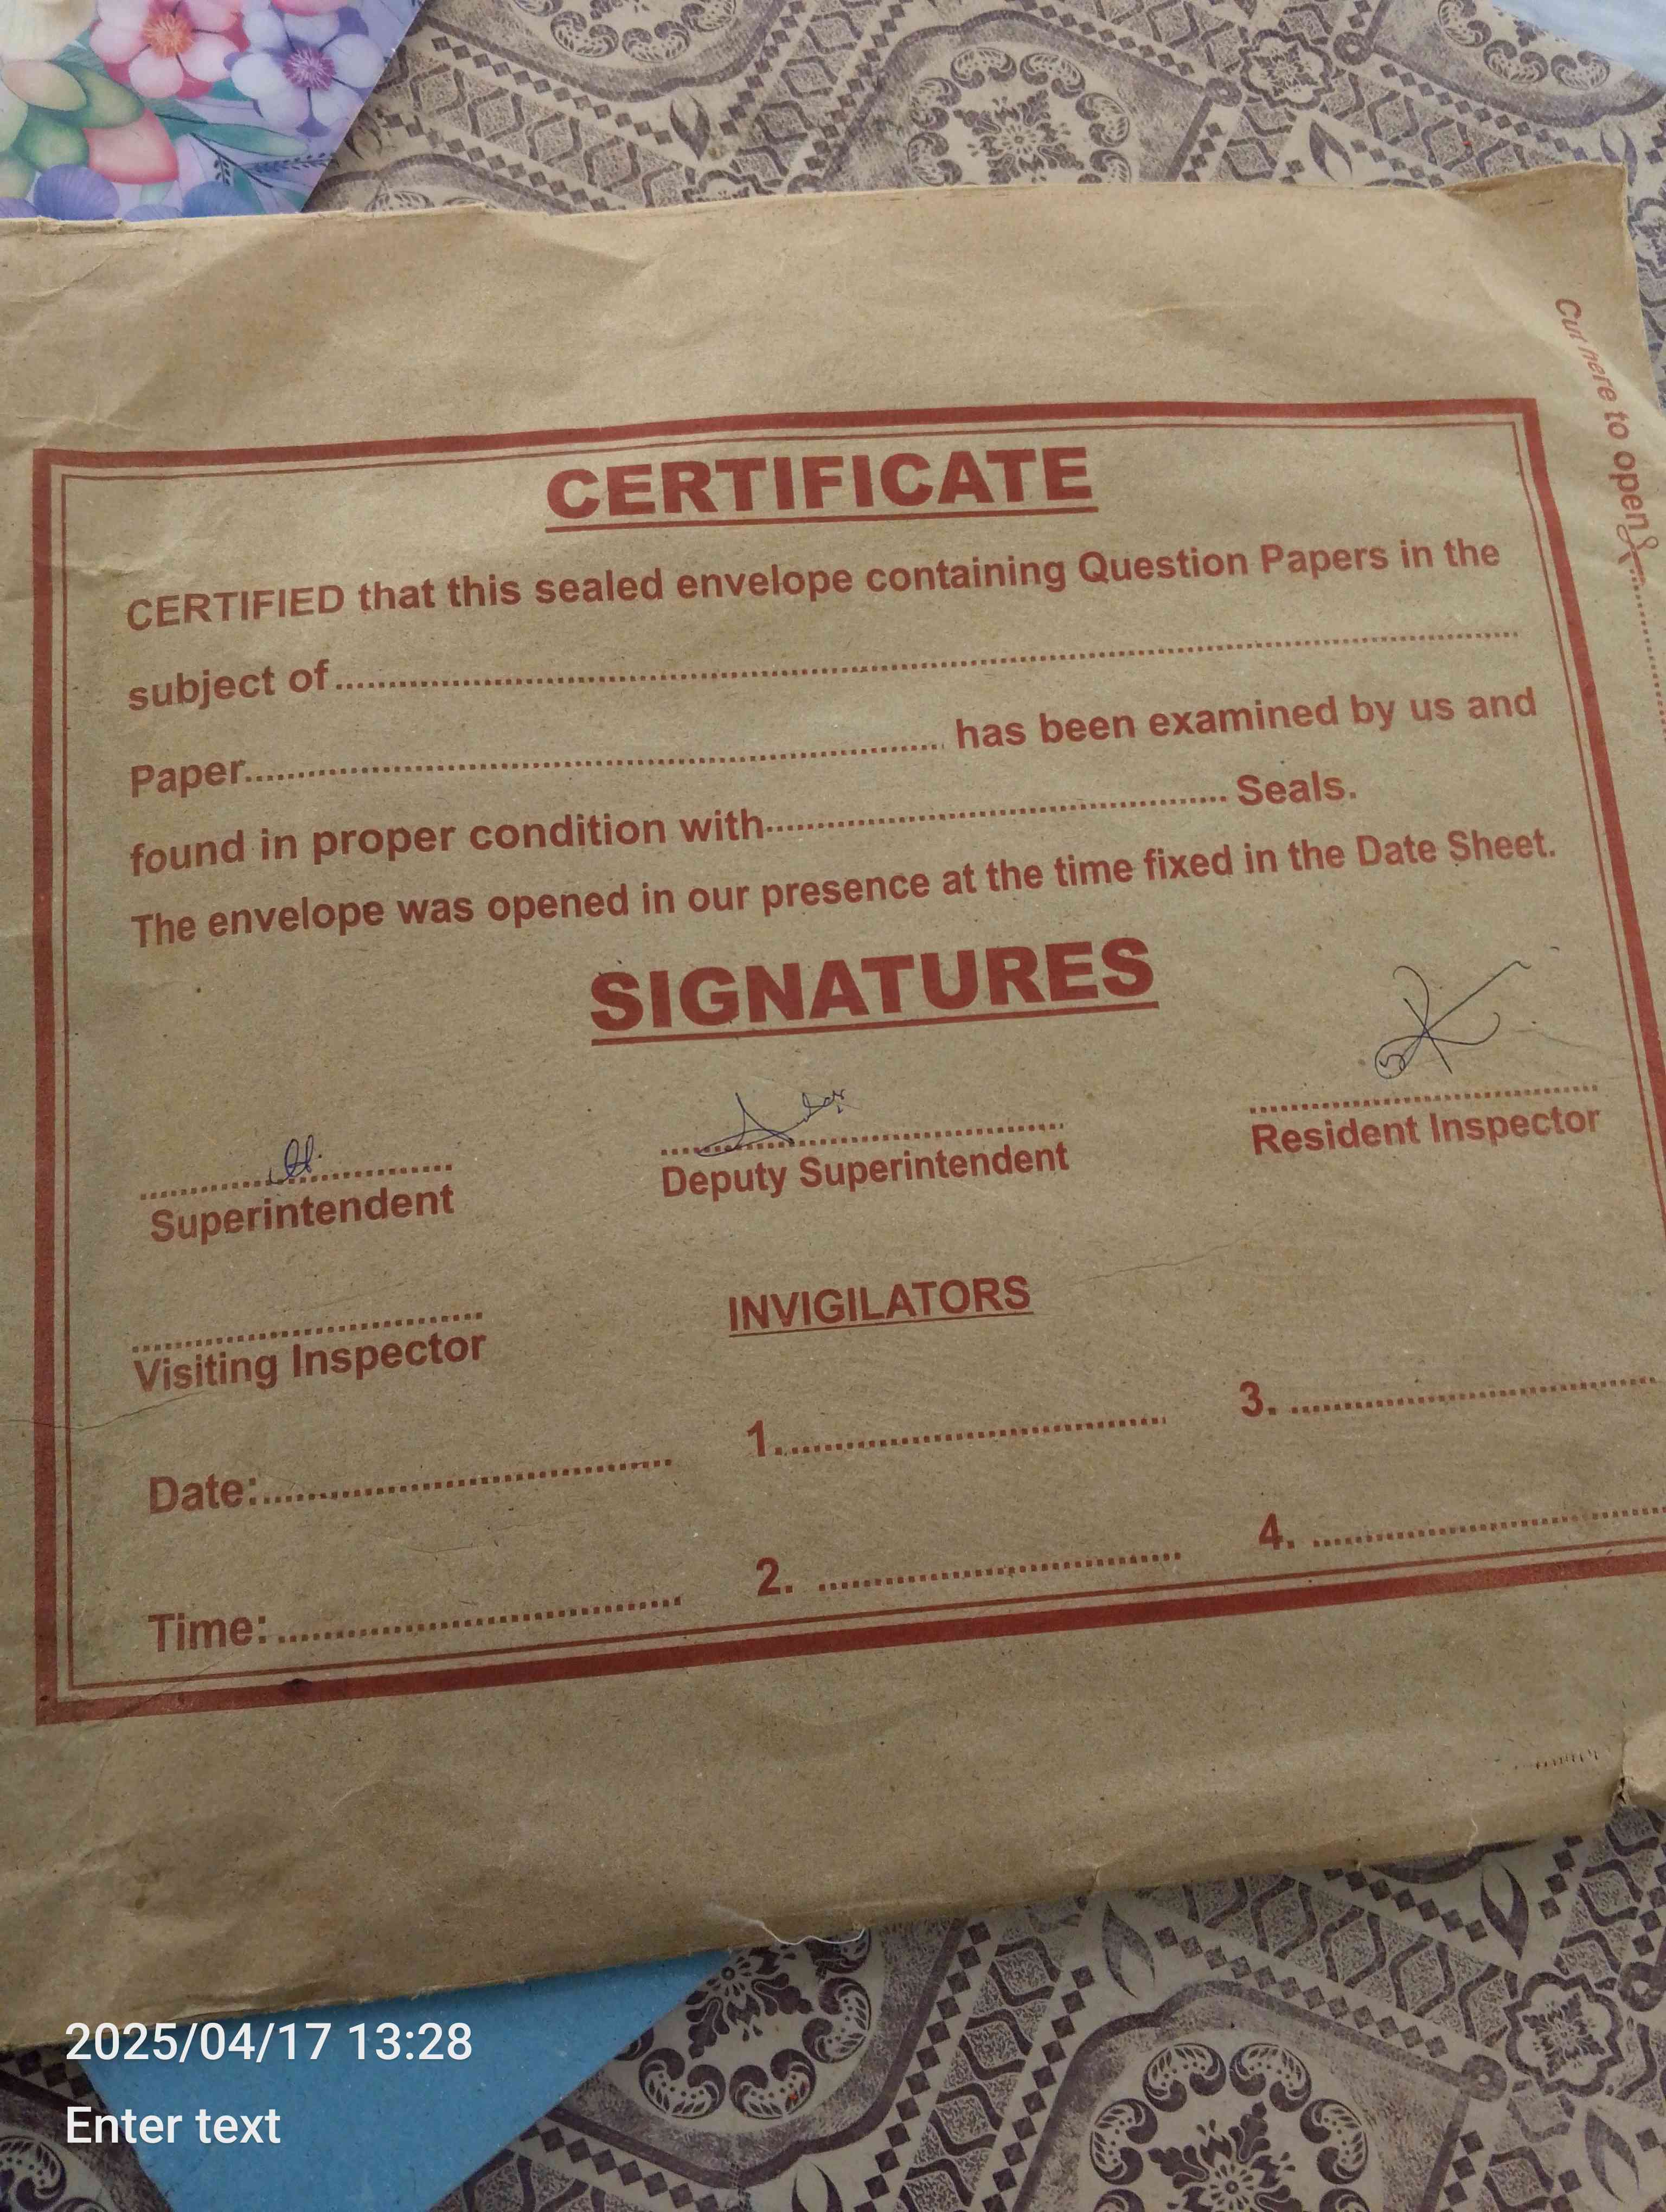 Cut here to open
CERTIFICATE
CERTIFIED that this sealed envelope containing Question Papers in the
subject of
Paper has been examined by us and
found in proper condition with Seals.
The envelope was opened in our presence at the time fixed in the Date Sheet.
SIGNATURES
Superintendent
Deputy Superintendent
Resident Inspector
Visiting Inspector
INVIGILATORS
Date:
1.
3.
Time:
2.
4.
2025/04/17 13:28
Enter text